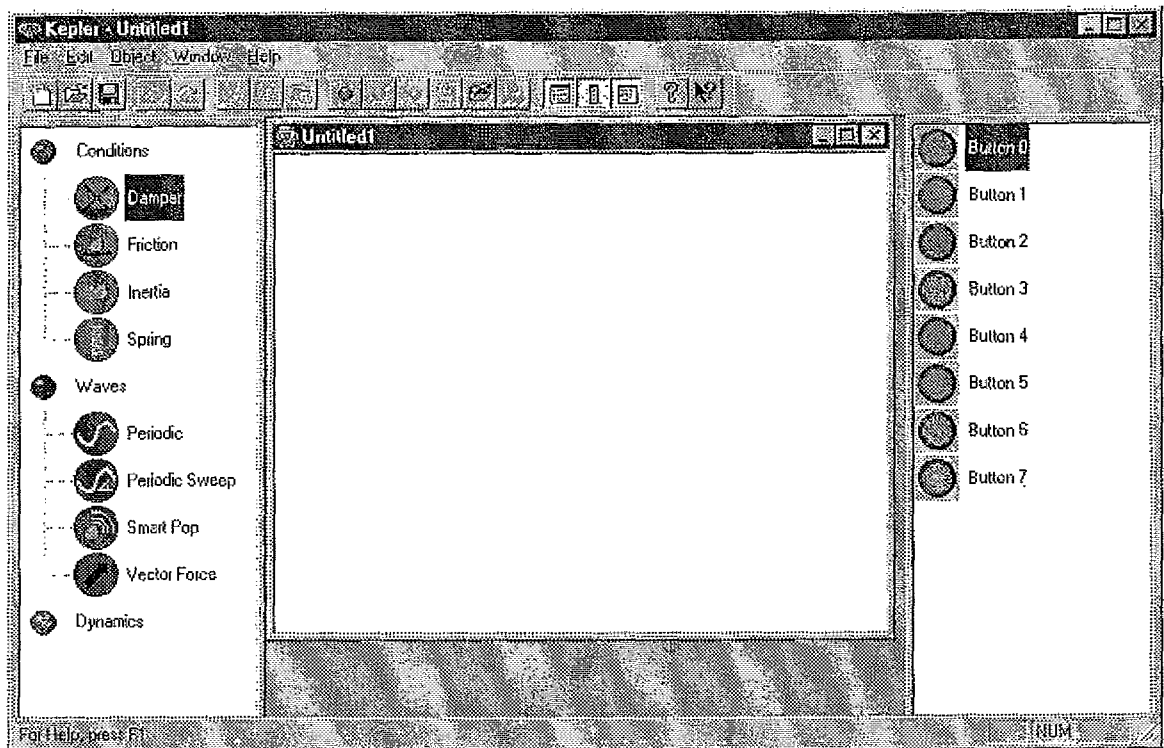 Kepler - Untitled1
File Edit Object Window Help
Conditions
Damper
Friction
Inertia
Spring
Waves
Periodic
Periodic Sweep
Smart Pop
Vector Force
Dynamics
Untitled1
Button 0
Button 1
Button 2
Button 3
Button 4
Button 5
Button 6
Button 7
For Help, press F1
NUM